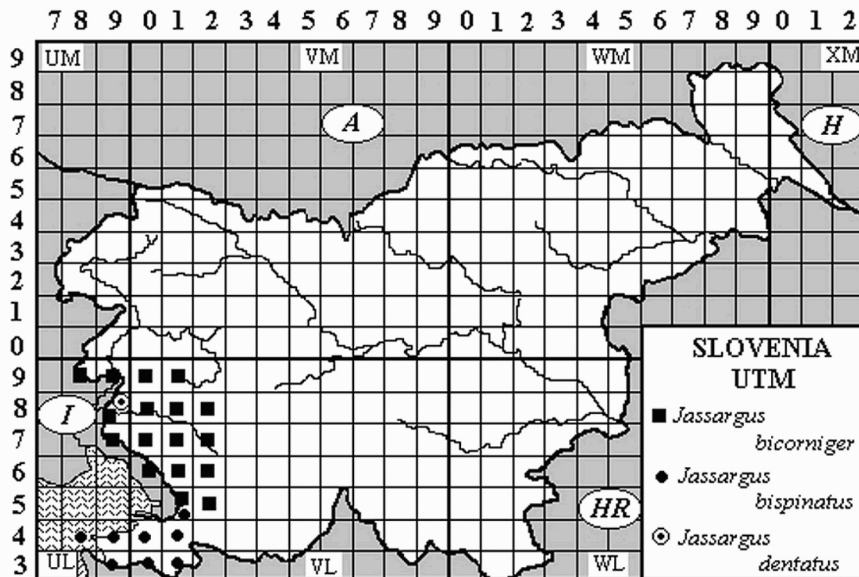 7 8 9 0 1 2 3 4 5 6 7 8 9 0 1 2 3 4 5 6 7 8 9 0 1 2
9 UM VM WM XM
8
7 A H
6
5
4
3
2
1
0
9 SLOVENIA
UTM
8 I Jassargus
bicorniger
7
6 Jassargus
bispinatus
5 HR
4 Jassargus
dentatus
3 UL VL WL